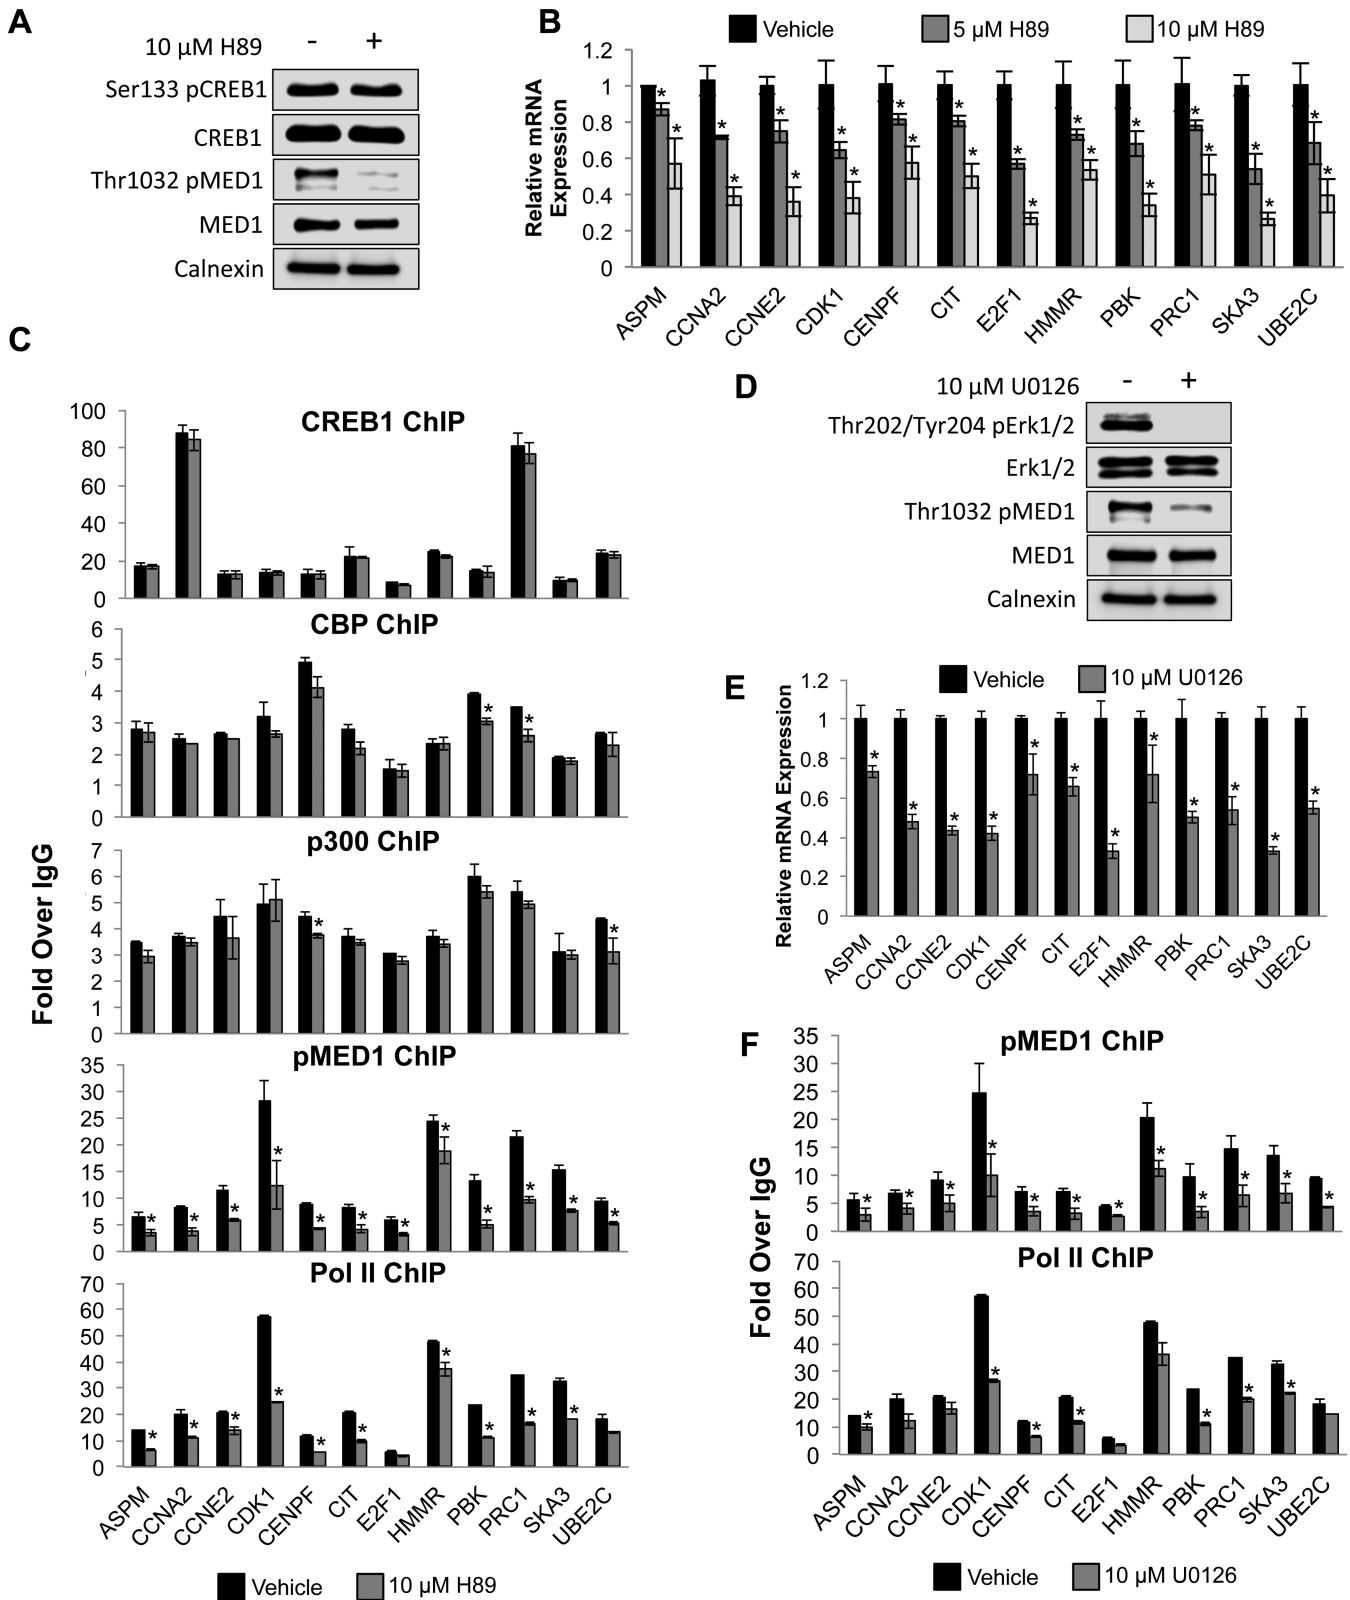 A
10 µM H89 - +
Ser133 pCREB1
CREB1
Thr1032 pMED1
MED1
Calnexin
B
Vehicle 5 µM H89 10 µM H89
Relative mRNA
Expression
1.2
1
0.8
0.6
0.4
0.2
0
* * * * * * * * * * * * * * * * * * * * * * * *
ASPM CCNA2 CCNE2 CDK1 CENPF CIT E2F1 HMMR PBK PRC1 SKA3 UBE2C
C
Fold Over IgG
CREB1 ChIP
100
80
60
40
20
0
CBP ChIP
6
5
4
3
2
1
0
* *
p300 ChIP
7
6
5
4
3
2
1
0
* *
pMED1 ChIP
35
30
25
20
15
10
5
0
* * * * * * * * * * * *
Pol II ChIP
70
60
50
40
30
20
10
0
* * * * * * * * * *
ASPM CCNA2 CCNE2 CDK1 CENPF CIT E2F1 HMMR PBK PRC1 SKA3 UBE2C
Vehicle 10 µM H89
D
10 µM U0126 - +
Thr202/Tyr204 pErk1/2
Erk1/2
Thr1032 pMED1
MED1
Calnexin
E
Vehicle 10 µM U0126
Relative mRNA Expression
1.2
1
0.8
0.6
0.4
0.2
0
* * * * * * * * * * * *
ASPM CCNA2 CCNE2 CDK1 CENPF CIT E2F1 HMMR PBK PRC1 SKA3 UBE2C
F
Fold Over IgG
pMED1 ChIP
35
30
25
20
15
10
5
0
* * * * * * * * * * * *
Pol II ChIP
70
60
50
40
30
20
10
0
* * * * * * *
ASPM CCNA2 CCNE2 CDK1 CENPF CIT E2F1 HMMR PBK PRC1 SKA3 UBE2C
Vehicle 10 µM U0126